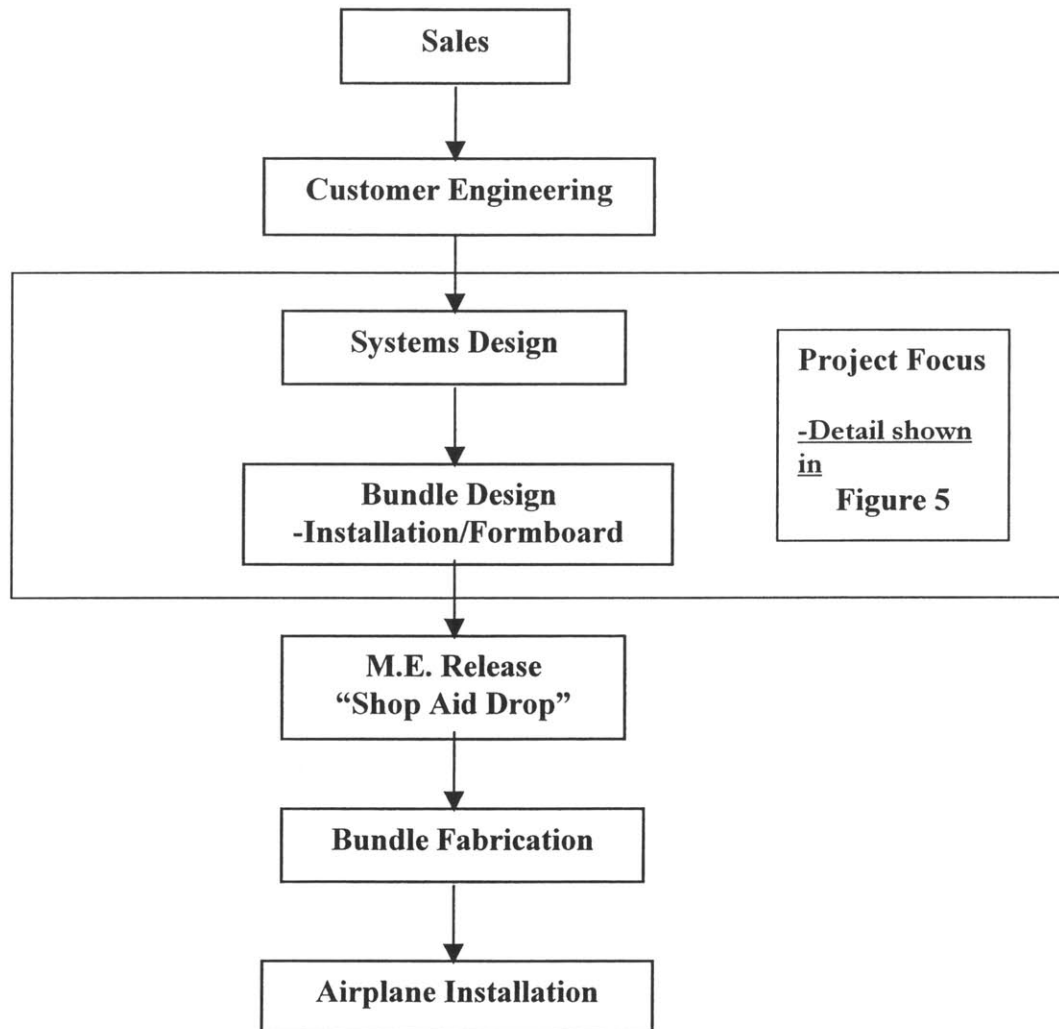 Sales
Customer Engineering
Systems Design
Project Focus
-Detail shown
in
Figure 5
Bundle Design
-Installation/Formboard
M.E. Release
“Shop Aid Drop”
Bundle Fabrication
Airplane Installation